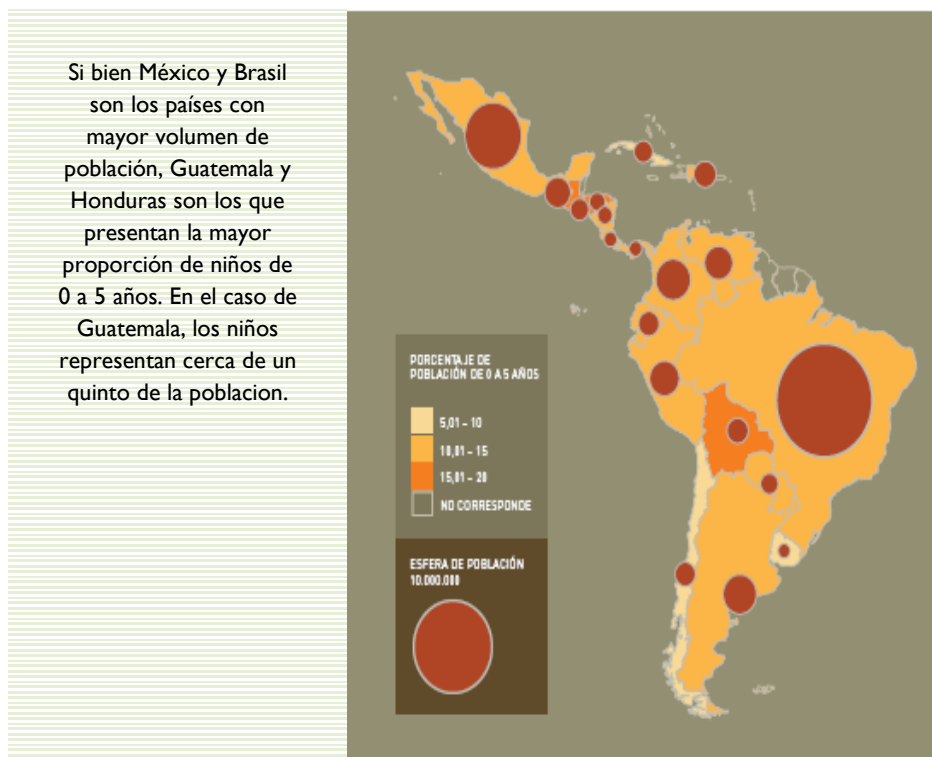 Si bien México y Brasil
son los países con
mayor volumen de
población, Guatemala y
Honduras son los que
presentan la mayor
proporción de niños de
0 a 5 años. En el caso de
Guatemala, los niños
representan cerca de un
quinto de la poblacion.
PORCENTAJE DE
POBLACIÓN DE 0 A 5 AÑOS
5,01 – 10
10,01 – 15
15,01 – 20
NO CORRESPONDE
ESFERA DE POBLACIÓN
10.000.000